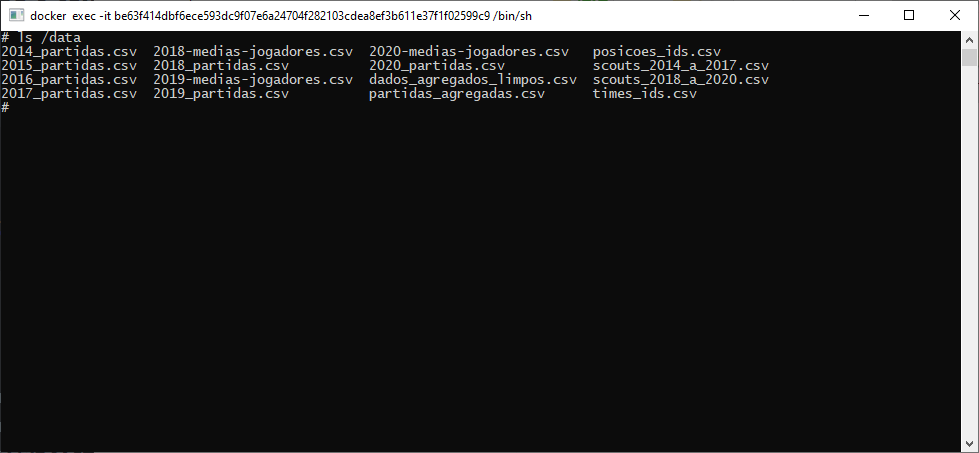 docker exec -it be63f414dbf6ece593dc9f07e6a24704f282103cdea8ef3b611e37f1f02599c9 /bin/sh
# ls /data
2014_partidas.csv  2018-medias-jogadores.csv  2020-medias-jogadores.csv   posicoes_ids.csv
2015_partidas.csv  2018_partidas.csv          2020_partidas.csv           scouts_2014_a_2017.csv
2016_partidas.csv  2019-medias-jogadores.csv  dados_agregados_limpos.csv  scouts_2018_a_2020.csv
2017_partidas.csv  2019_partidas.csv          partidas_agregadas.csv      times_ids.csv
#